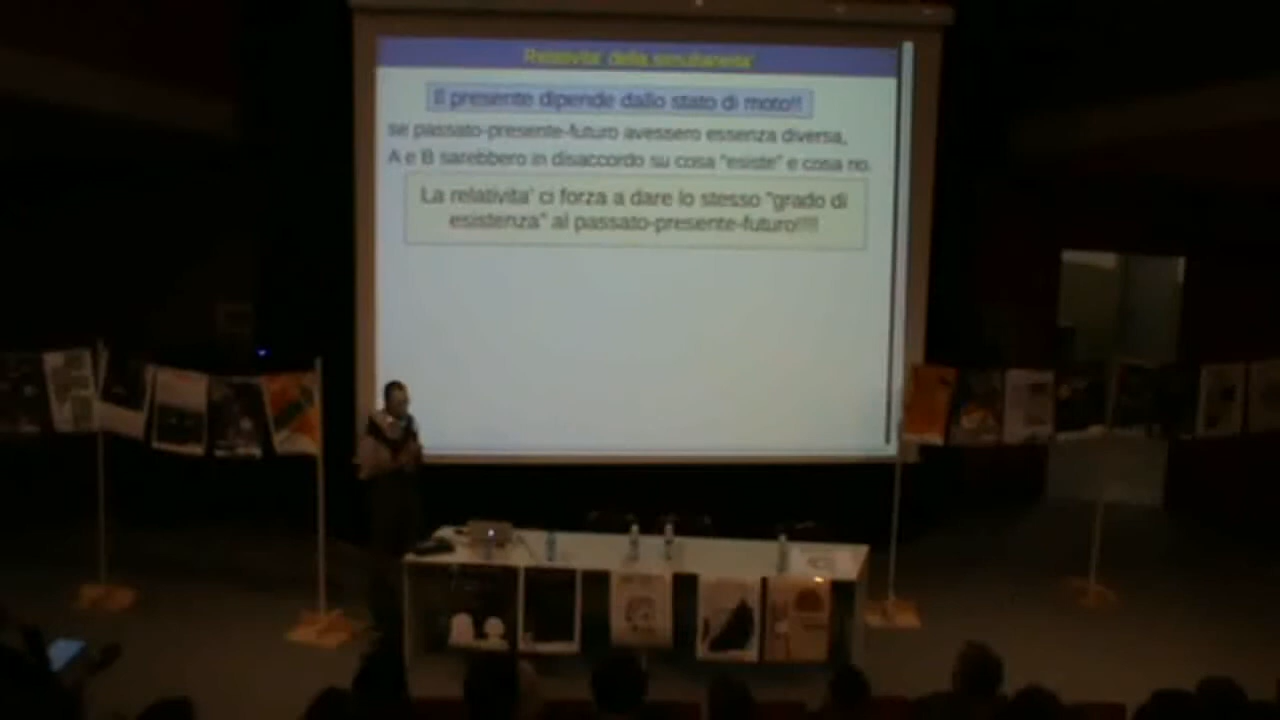 Relativita' della simultaneita'
Il presente dipende dallo stato di moto!!
se passato-presente-futuro avessero essenza diversa,
A e B sarebbero in disaccordo su cosa "esiste" e cosa no.
La relatività' ci forza a dare lo stesso "grado di
esistenza" al passato-presente-futuro!!!!